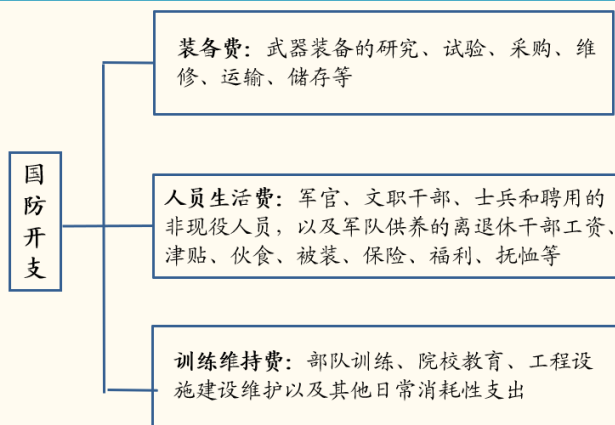 装备费：武器装备的研究、试验、采购、维
修、运输、储存等
国
防
开
支
人员生活费：军官、文职干部、士兵和聘用的
非现役人员，以及军队供养的离退休干部工资、
津贴、伙食、被装、保险、福利、抚恤等
训练维持费：部队训练、院校教育、工程设
施建设维护以及其他日常消耗性支出